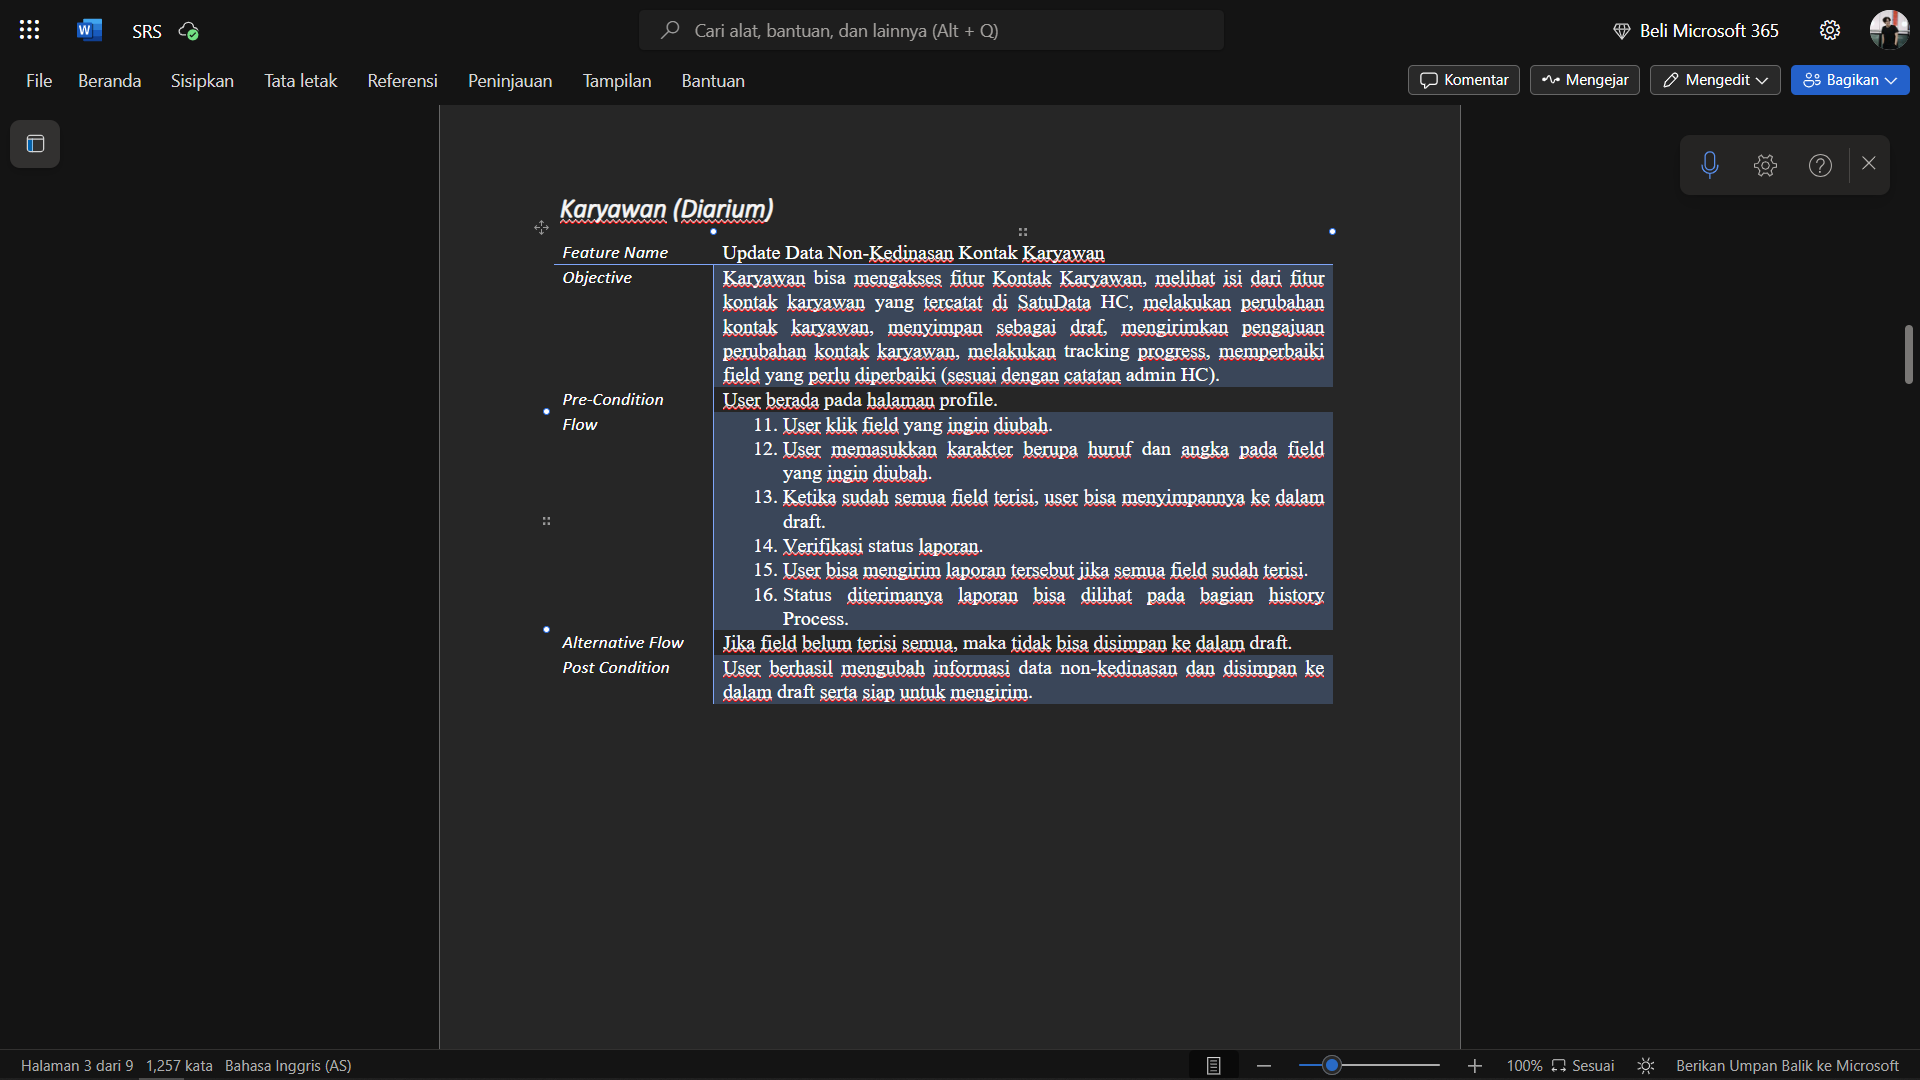 SRS
Cari alat, bantuan, dan lainnya (Alt + Q)
Beli Microsoft 365
File Beranda Sisipkan Tata letak Referensi Peninjauan Tampilan Bantuan
Komentar Mengejar Mengedit Bagikan
Karyawan (Diarium)
Feature Name Update Data Non-Kedinasan Kontak Karyawan
Objective Karyawan bisa mengakses fitur Kontak Karyawan, melihat isi dari fitur
kontak karyawan yang tercatat di SatuData HC, melakukan perubahan
kontak karyawan, menyimpan sebagai draf, mengirimkan pengajuan
perubahan kontak karyawan, melakukan tracking progress, memperbaiki
field yang perlu diperbaiki (sesuai dengan catatan admin HC).
Pre-Condition User berada pada halaman profile.
Flow 11. User klik field yang ingin diubah.
12. User memasukkan karakter berupa huruf dan angka pada field
yang ingin diubah.
13. Ketika sudah semua field terisi, user bisa menyimpannya ke dalam
draft.
14. Verifikasi status laporan.
15. User bisa mengirim laporan tersebut jika semua field sudah terisi.
16. Status diterimanya laporan bisa dilihat pada bagian history
Process.
Alternative Flow Jika field belum terisi semua, maka tidak bisa disimpan ke dalam draft.
Post Condition User berhasil mengubah informasi data non-kedinasan dan disimpan ke
dalam draft serta siap untuk mengirim.
Halaman 3 dari 9 1,257 kata Bahasa Inggris (AS) 100% Sesuai Berikan Umpan Balik ke Microsoft